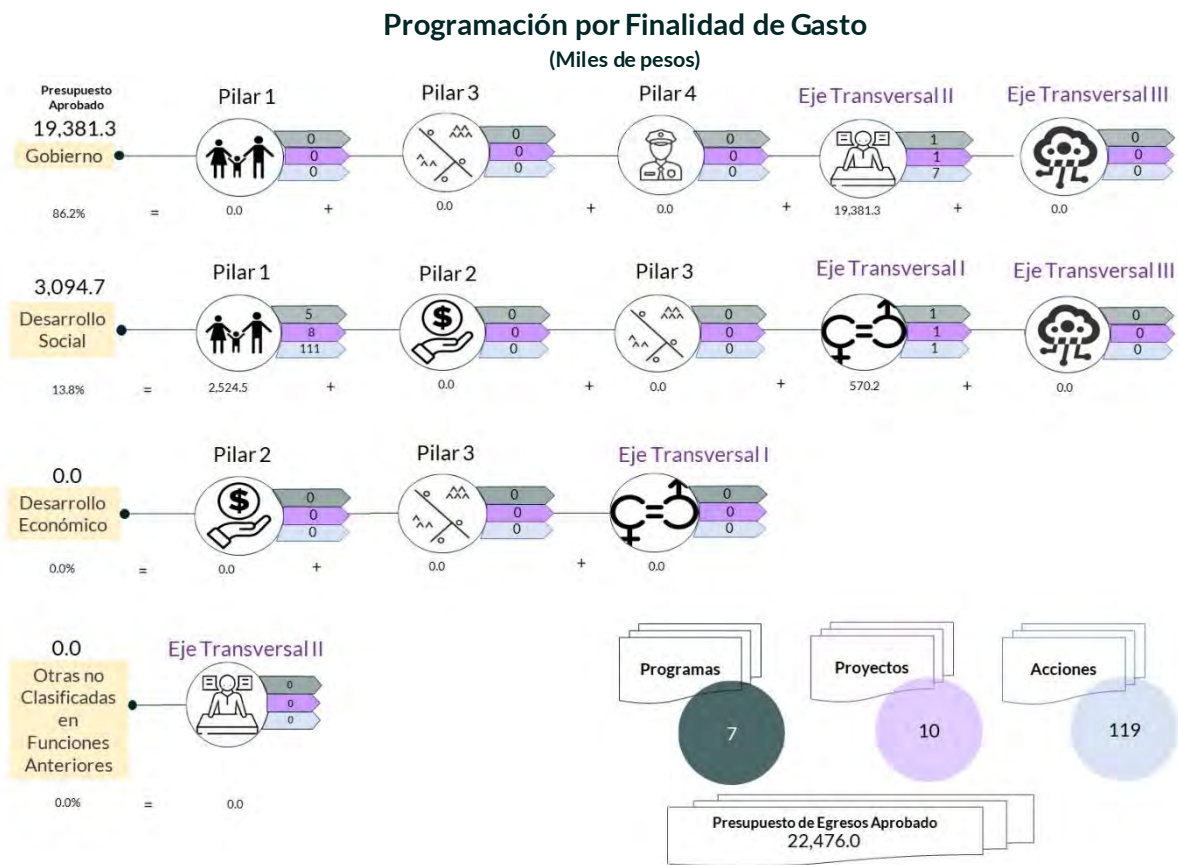 Programación por Finalidad de Gasto
(Miles de pesos)
Presupuesto
Aprobado
19,381.3
Gobierno
86.2%
=
Pilar 1
0
0
0
0.0
+
Pilar 3
0
0
0
0.0
+
Pilar 4
0
0
0
0.0
+
Eje Transversal II
1
1
7
19,381.3
+
Eje Transversal III
0
0
0
0.0
3,094.7
Desarrollo
Social
13.8%
=
Pilar 1
5
8
111
2,524.5
+
Pilar 2
$
0
0
0
0.0
+
Pilar 3
0
0
0
0.0
+
Eje Transversal I
1
1
1
570.2
+
Eje Transversal III
0
0
0
0.0
0.0
Desarrollo
Económico
0.0%
=
Pilar 2
$
0
0
0
0.0
+
Pilar 3
0
0
0
0.0
+
Eje Transversal I
0
0
0
0.0
0.0
Otras no
Clasificadas
en
Funciones
Anteriores
0.0%
=
Eje Transversal II
0
0
0
0.0
Programas
7
Proyectos
10
Acciones
119
Presupuesto de Egresos Aprobado
22,476.0